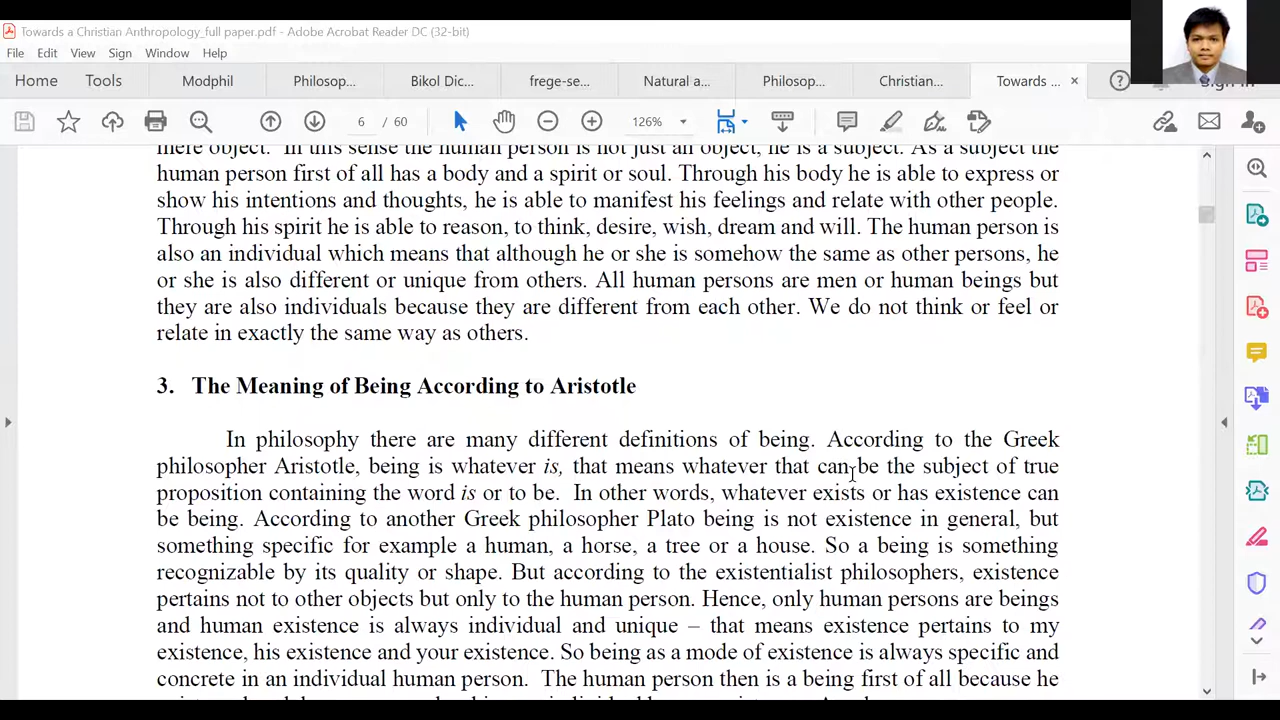 Towards a Christian Anthropology_full paper.pdf - Adobe Acrobat Reader DC (32-bit)
File Edit View Sign Window Help
Home Tools Modphil Philosop... Bikol Dic... frege-se... Natural a... Philosop... Christian... Towards ... ×
6 / 60 126%
mere object. In this sense the human person is not just an object, he is a subject. As a subject the
human person first of all has a body and a spirit or soul. Through his body he is able to express or
show his intentions and thoughts, he is able to manifest his feelings and relate with other people.
Through his spirit he is able to reason, to think, desire, wish, dream and will. The human person is
also an individual which means that although he or she is somehow the same as other persons, he
or she is also different or unique from others. All human persons are men or human beings but
they are also individuals because they are different from each other. We do not think or feel or
relate in exactly the same way as others.
3. The Meaning of Being According to Aristotle
In philosophy there are many different definitions of being. According to the Greek
philosopher Aristotle, being is whatever is, that means whatever that can be the subject of true
proposition containing the word is or to be. In other words, whatever exists or has existence can
be being. According to another Greek philosopher Plato being is not existence in general, but
something specific for example a human, a horse, a tree or a house. So a being is something
recognizable by its quality or shape. But according to the existentialist philosophers, existence
pertains not to other objects but only to the human person. Hence, only human persons are beings
and human existence is always individual and unique – that means existence pertains to my
existence, his existence and your existence. So being as a mode of existence is always specific and
concrete in an individual human person. The human person then is a being first of all because he